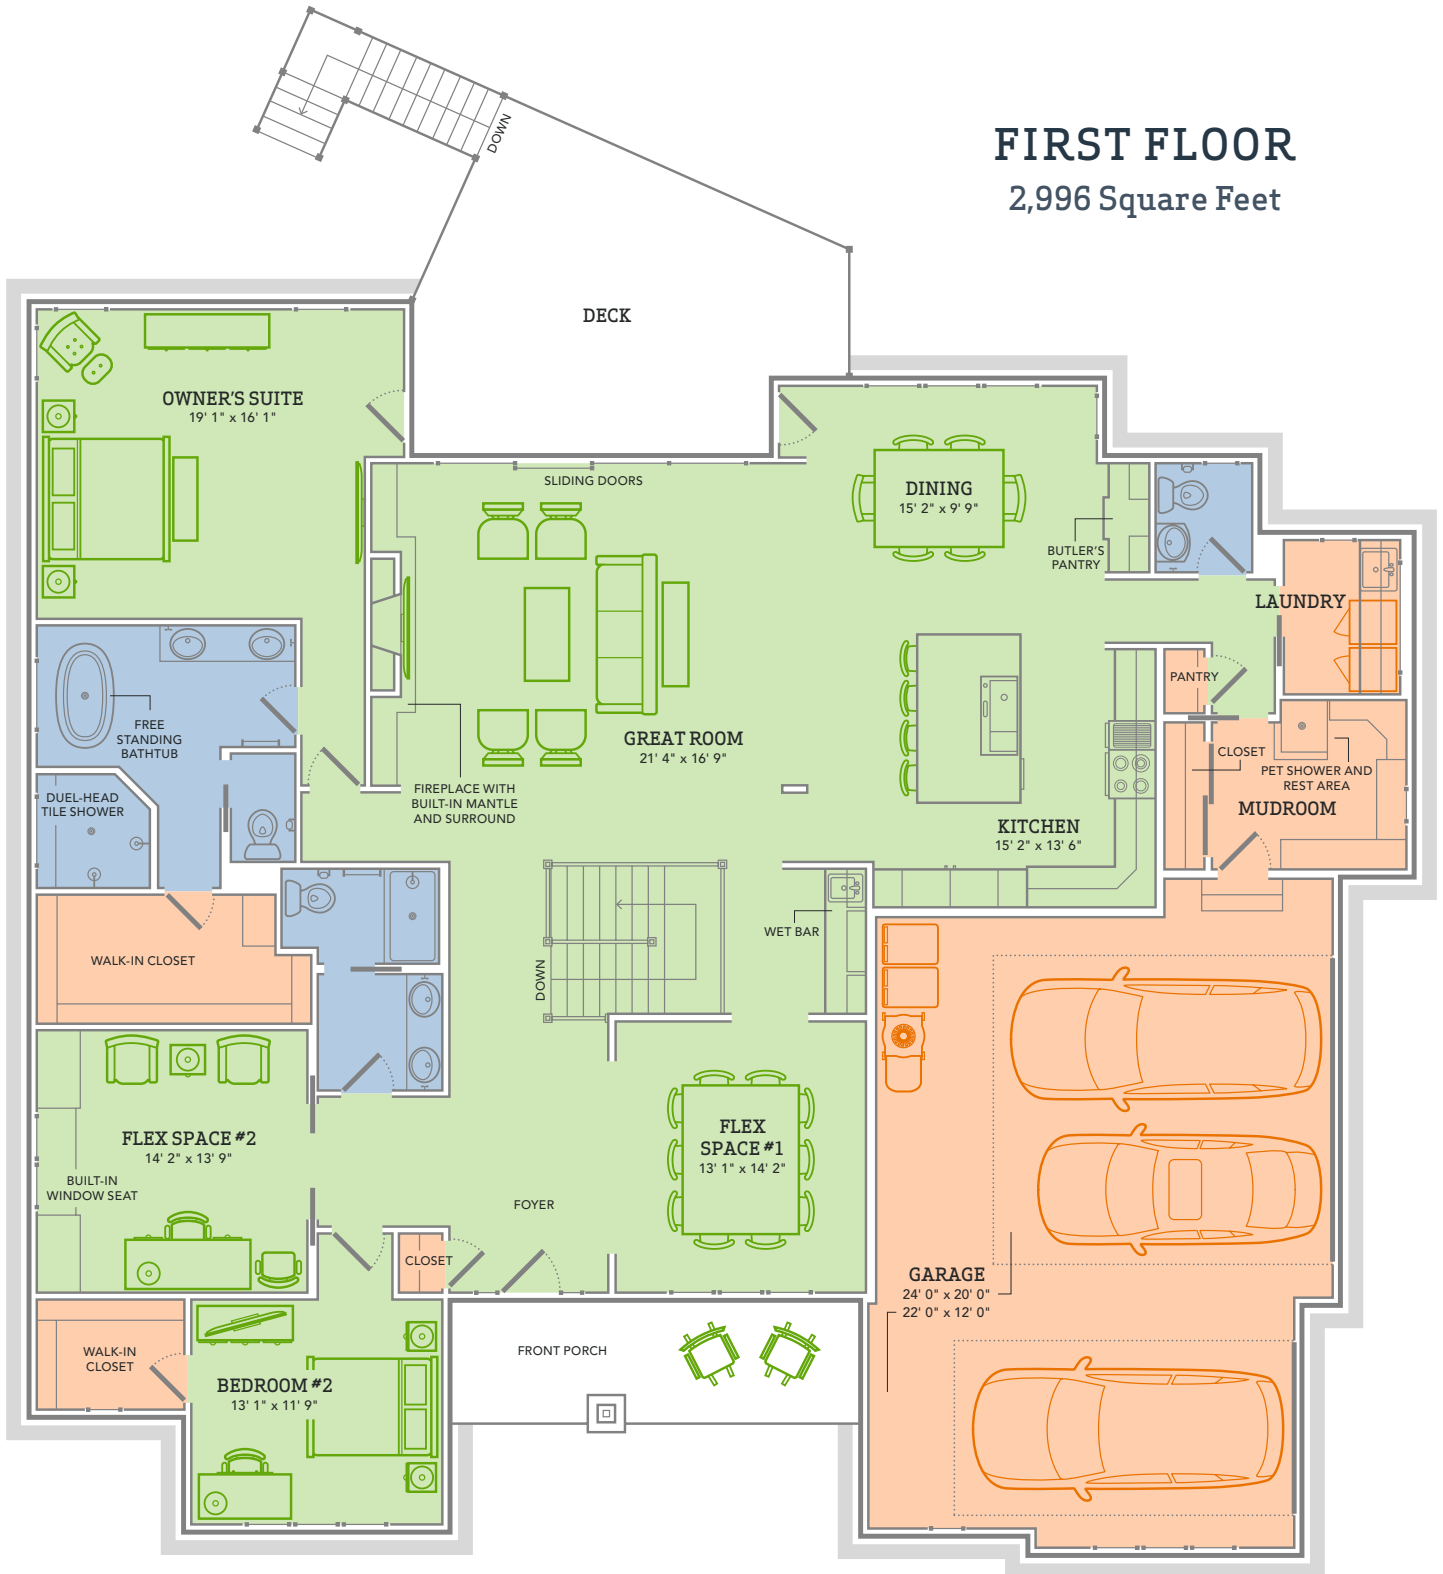 FIRST FLOOR
2,996 Square Feet
DOWN
DECK
OWNER'S SUITE
19' 1" x 16' 1"
SLIDING DOORS
DINING
15' 2" x 9' 9"
BUTLER'S
PANTRY
LAUNDRY
PANTRY
FREE
STANDING
BATHTUB
GREAT ROOM
21' 4" x 16' 9"
CLOSET
PET SHOWER AND
REST AREA
MUDROOM
DUEL-HEAD
TILE SHOWER
FIREPLACE WITH
BUILT-IN MANTLE
AND SURROUND
KITCHEN
15' 2" x 13' 6"
WET BAR
WALK-IN CLOSET
DOWN
FLEX SPACE #2
14' 2" x 13' 9"
FLEX
SPACE #1
13' 1" x 14' 2"
BUILT-IN
WINDOW SEAT
FOYER
CLOSET
GARAGE
24' 0" x 20' 0"
22' 0" x 12' 0"
WALK-IN
CLOSET
FRONT PORCH
BEDROOM #2
13' 1" x 11' 9"